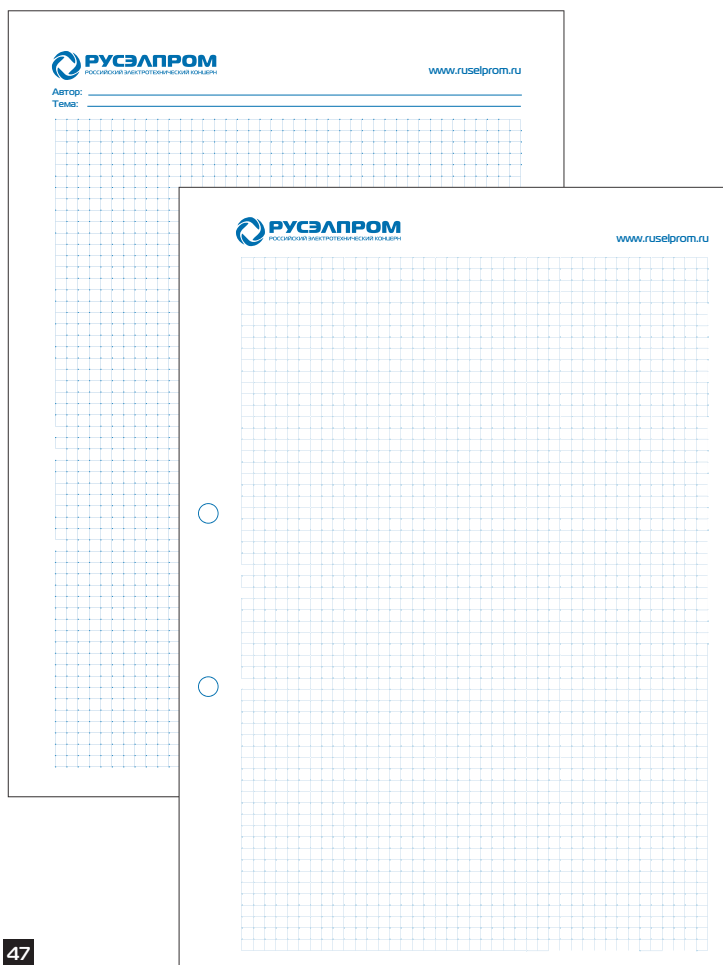 РУСЭЛПРОМ
РОССИЙСКИЙ ЭЛЕКТРОТЕХНИЧЕСКИЙ КОНЦЕРН
www.ruselprom.ru
Автор:
Тема:
РУСЭЛПРОМ
РОССИЙСКИЙ ЭЛЕКТРОТЕХНИЧЕСКИЙ КОНЦЕРН
www.ruselprom.ru
47